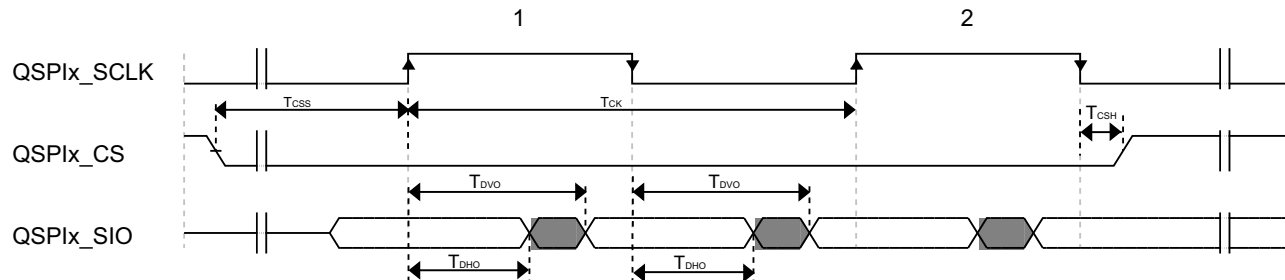 1 2
QSPIx_SCLK
TCSS TCK
TCSH
QSPIx_CS
TDVO TDVO
QSPIx_SIO
TDHO TDHO